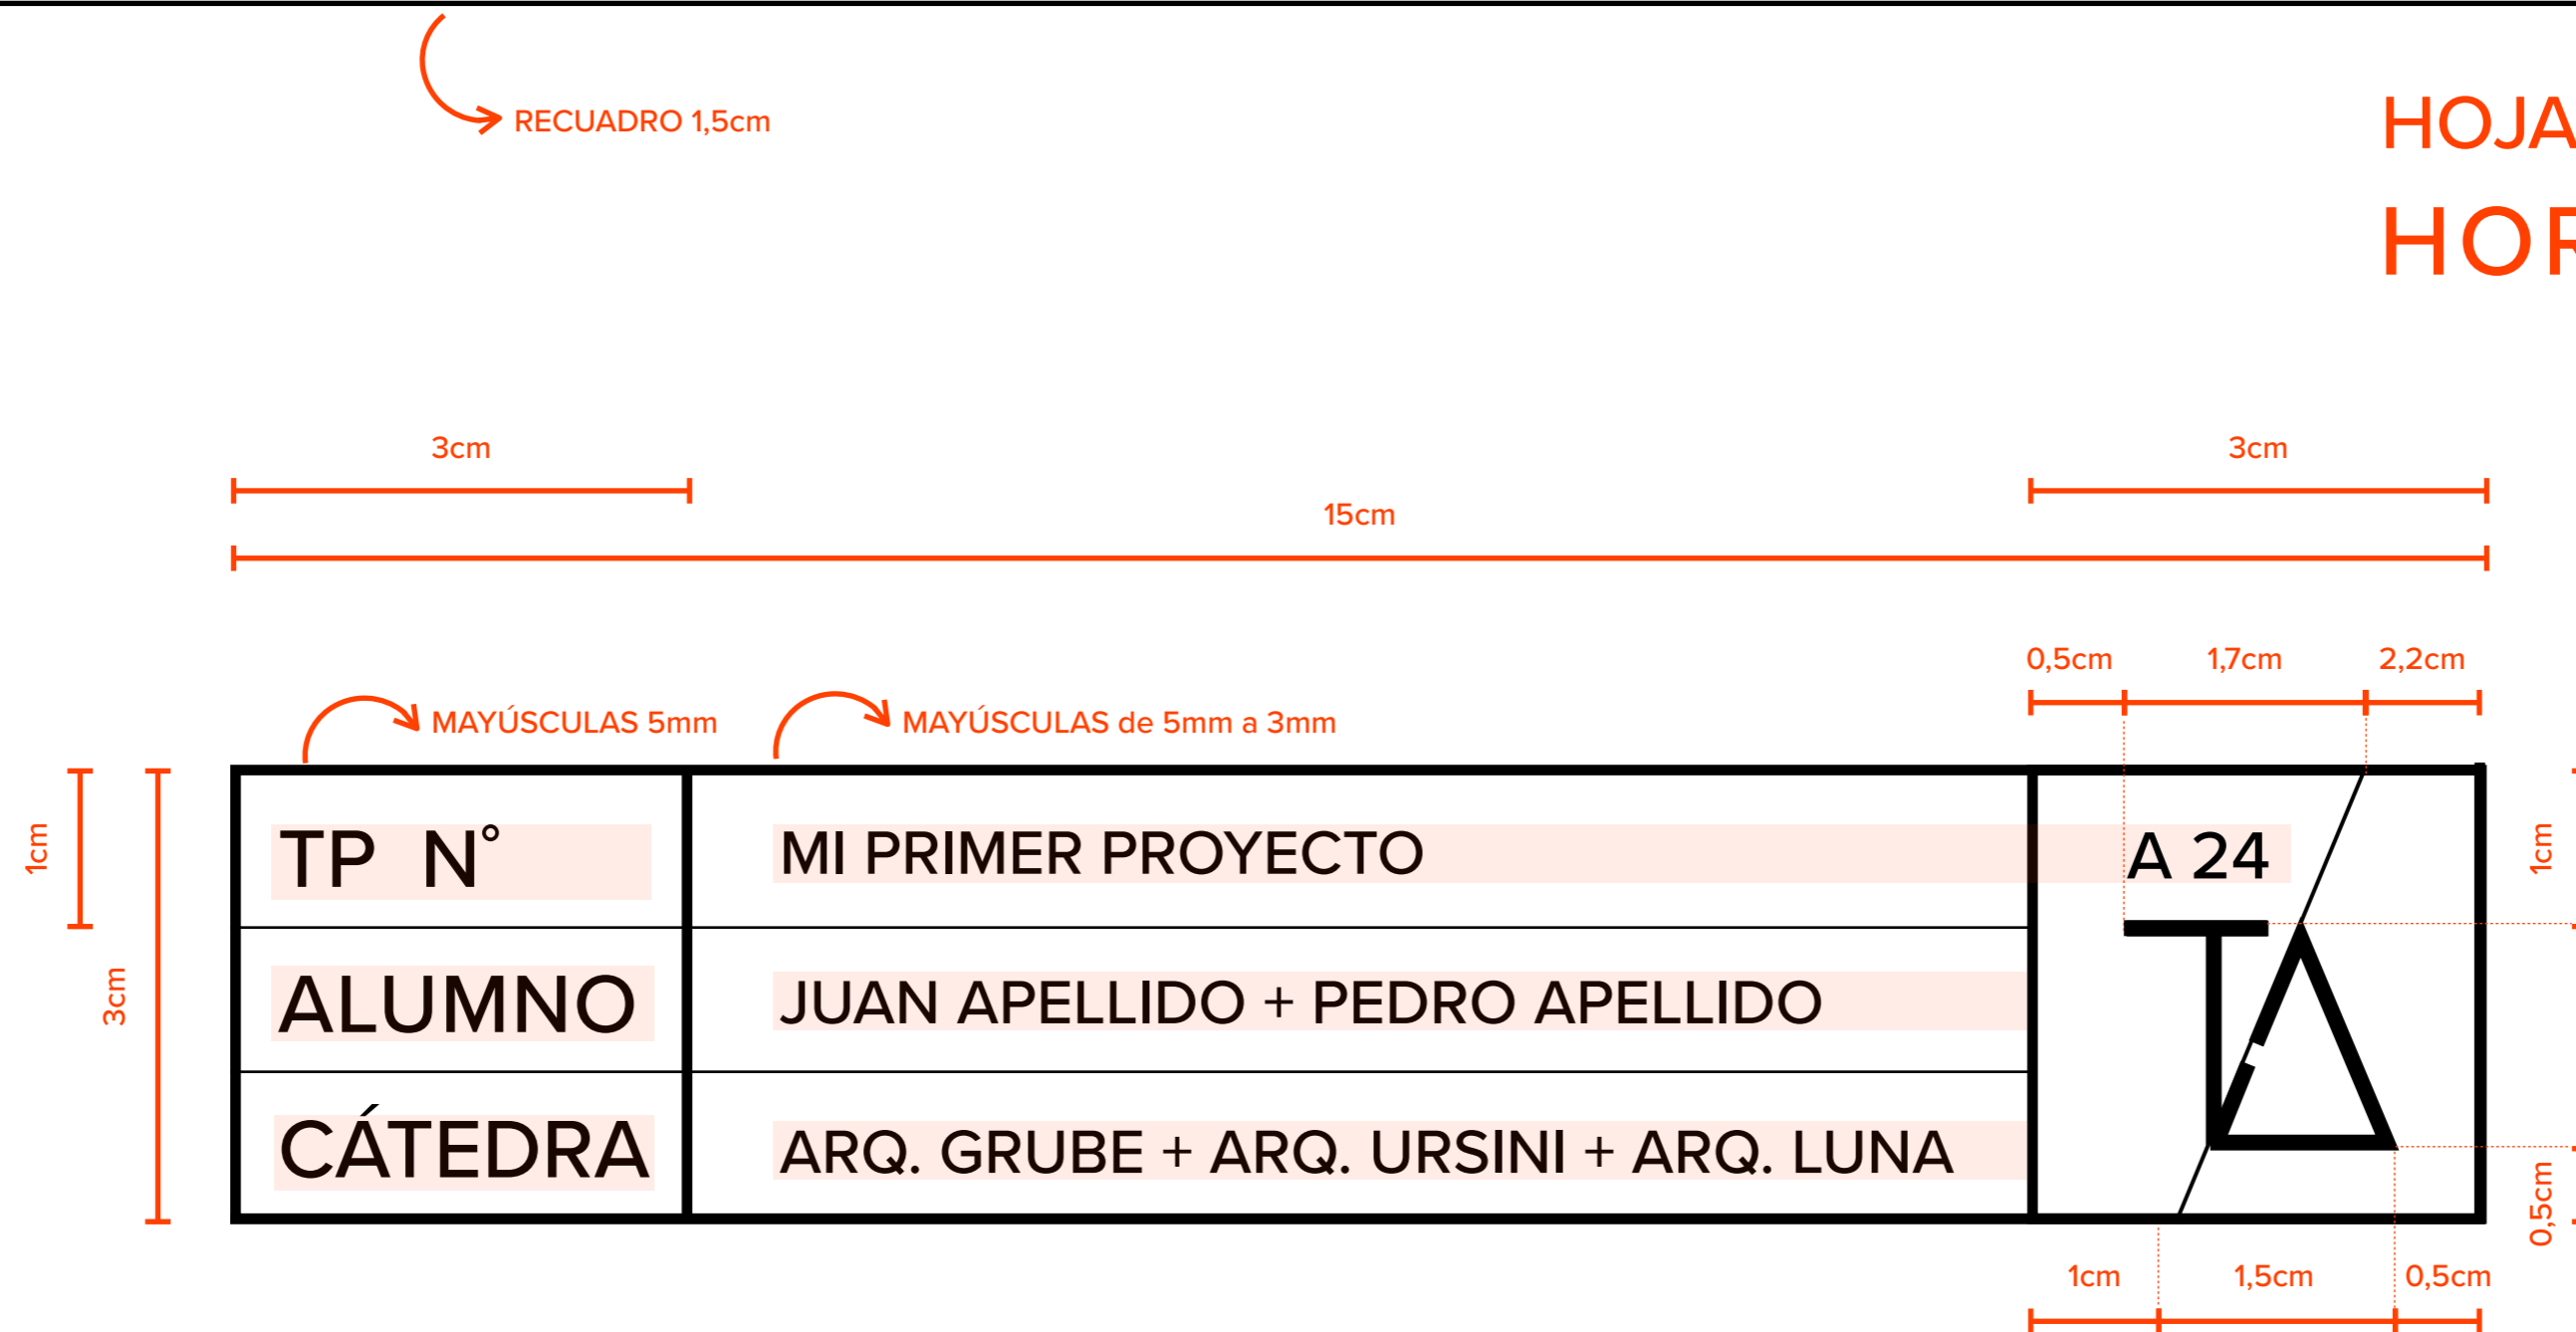 RECUADRO 1,5cm
HOJA
HOR
3cm
3cm
15cm
0,5cm 1,7cm 2,2cm
MAYÚSCULAS 5mm
MAYÚSCULAS de 5mm a 3mm
1cm
3cm
TP N°
MI PRIMER PROYECTO
A 24
ALUMNO
JUAN APELLIDO + PEDRO APELLIDO
TA
CÁTEDRA
ARQ. GRUBE + ARQ. URSINI + ARQ. LUNA
1cm
0,5cm
1cm 1,5cm 0,5cm